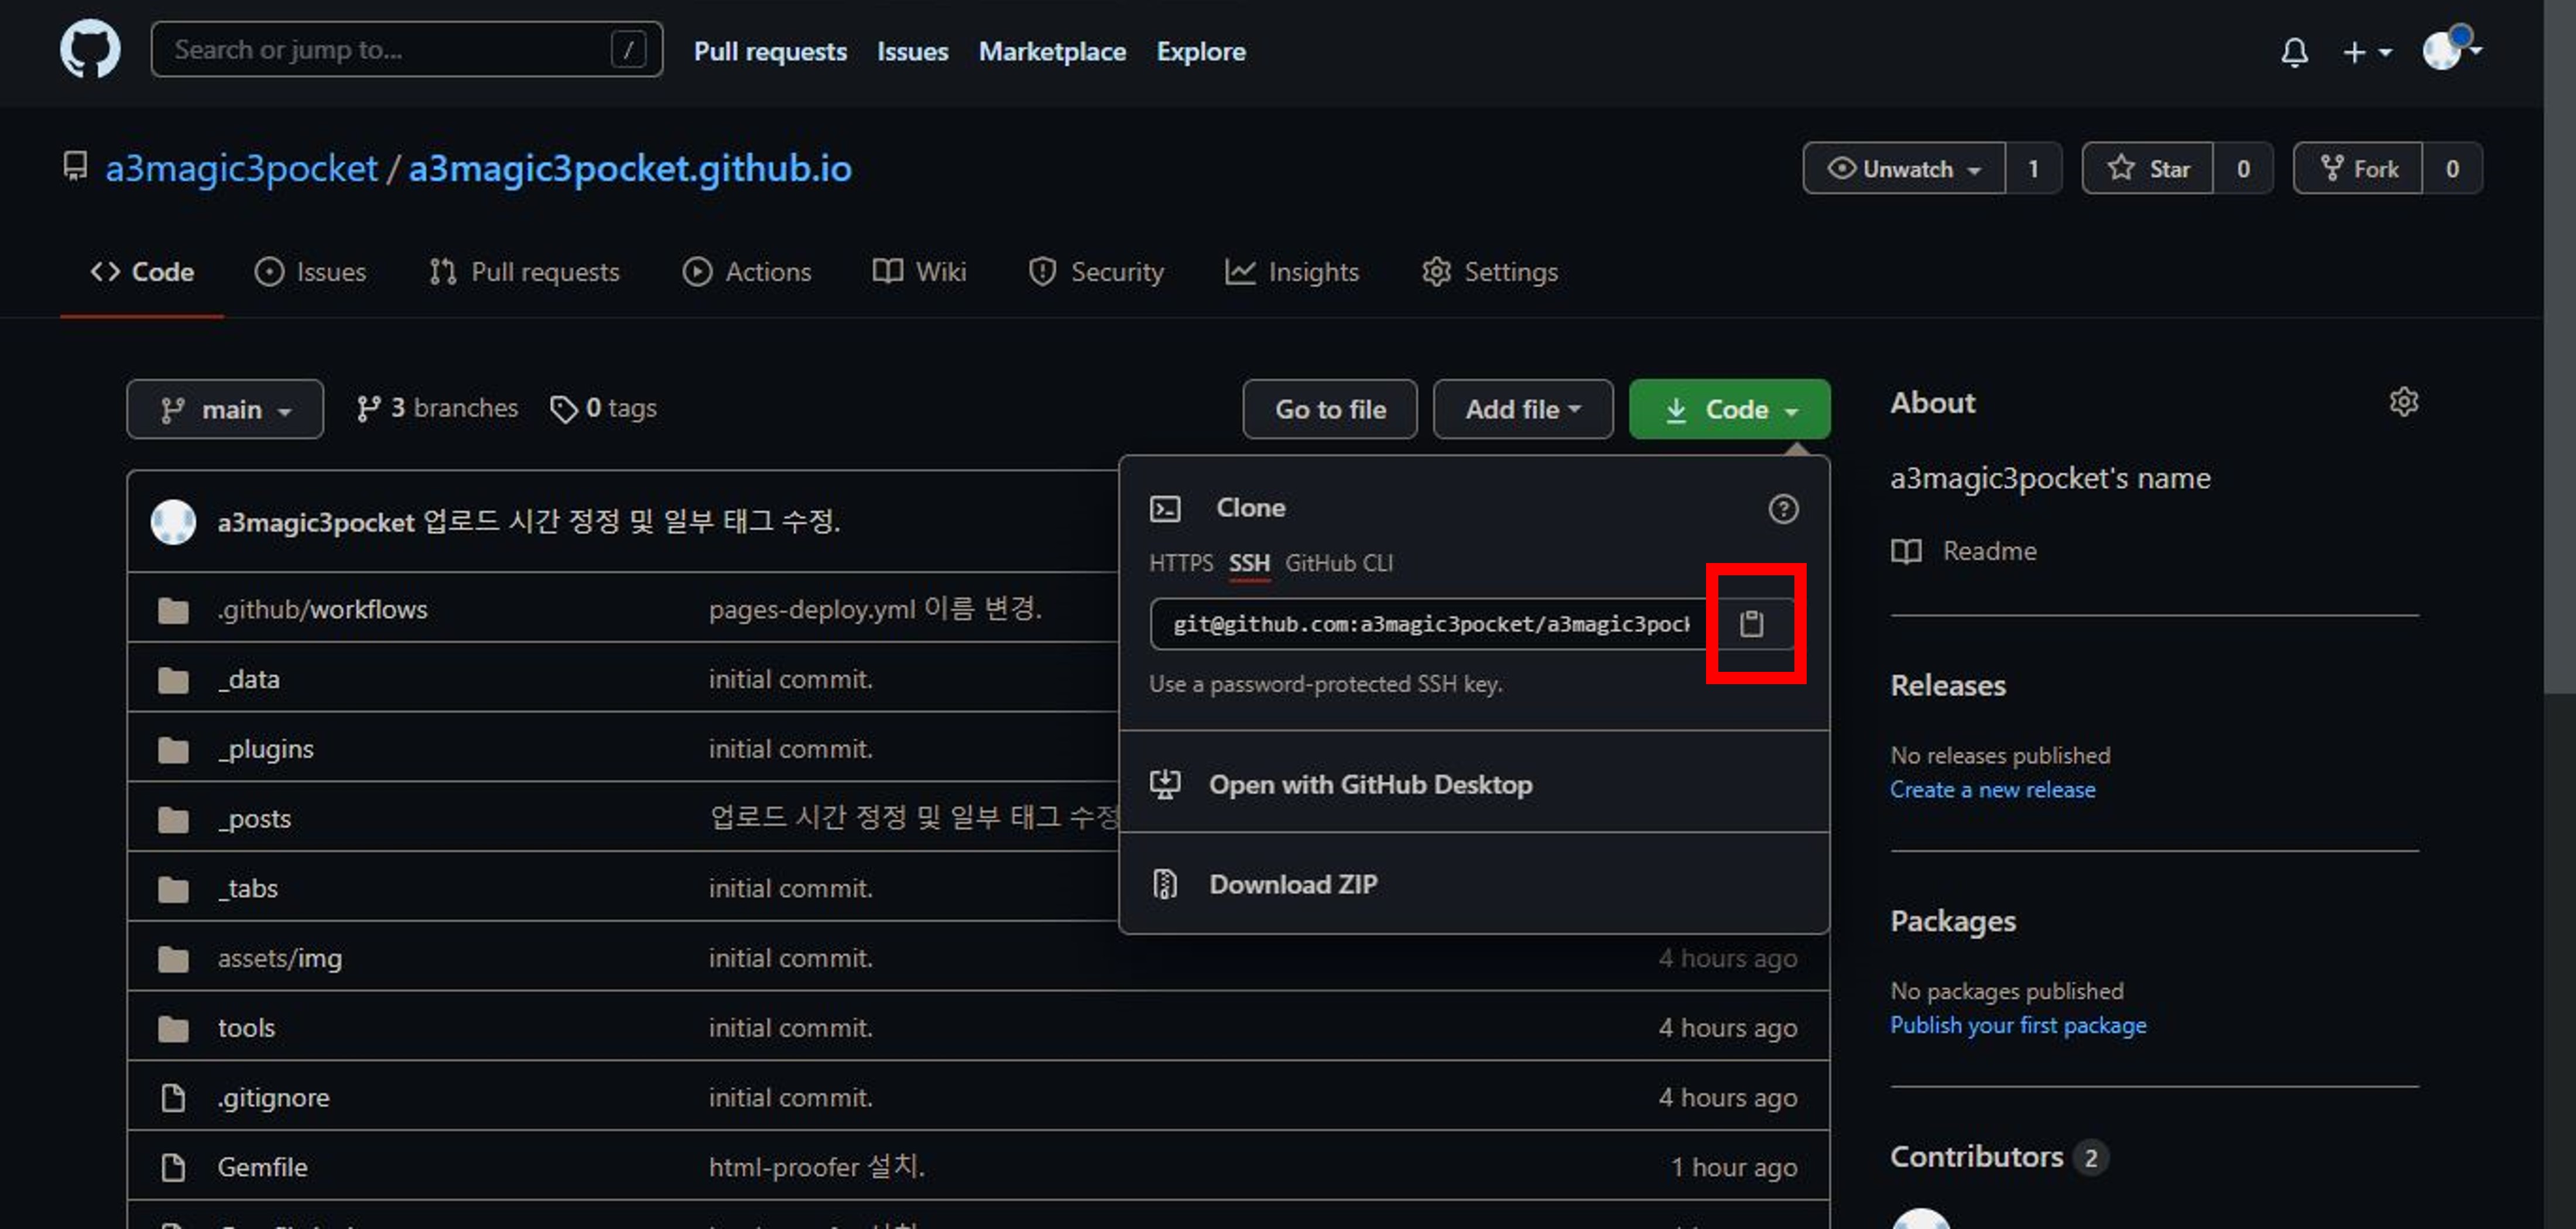 Search or jump to... /
Pull requests Issues Marketplace Explore
a3magic3pocket / a3magic3pocket.github.io
Unwatch 1 Star 0 Fork 0
Code Issues Pull requests Actions Wiki Security Insights Settings
main 3 branches 0 tags
Go to file Add file Code
a3magic3pocket 업로드 시간 정정 및 일부 태그 수정.
.github/workflows pages-deploy.yml 이름 변경.
_data initial commit.
_plugins initial commit.
_posts 업로드 시간 정정 및 일부 태그 수정
_tabs initial commit.
assets/img initial commit. 4 hours ago
tools initial commit. 4 hours ago
.gitignore initial commit. 4 hours ago
Gemfile html-proofer 설치. 1 hour ago
Clone
HTTPS SSH GitHub CLI
git@github.com:a3magic3pocket/a3magic3pock
Use a password-protected SSH key.
Open with GitHub Desktop
Download ZIP
About
a3magic3pocket's name
Readme
Releases
No releases published
Create a new release
Packages
No packages published
Publish your first package
Contributors 2